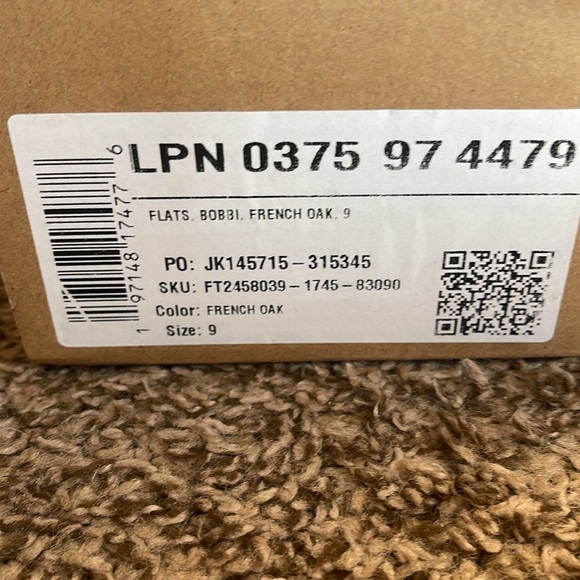 LPN 0375 97 4479
FLATS, BOBBI, FRENCH OAK, 9
PO: JK145715-315345
SKU: FT2458039-1745-83090
Color: FRENCH OAK
Size: 9
1 97148 17477 6